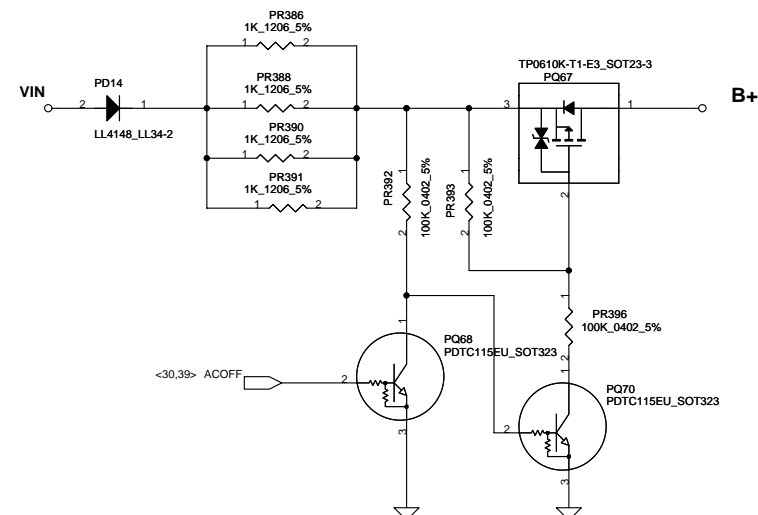 PR386
1K_1206_5%
1 2
TP0610K-T1-E3_SOT23-3
PQ67
VIN
PD14
2 1
LL4148_LL34-2
PR388
1K_1206_5%
1 2
3 1
B+
PR390
1K_1206_5%
1 2
PR391
1K_1206_5%
1 2
PR392
100K_0402_5%
1 2
PR393
100K_0402_5%
1 2
2
1
PR396
100K_0402_5%
2
1
PQ68
PDTC115EU_SOT323
<30,39> ACOFF
2
3
1
PQ70
PDTC115EU_SOT323
2
3